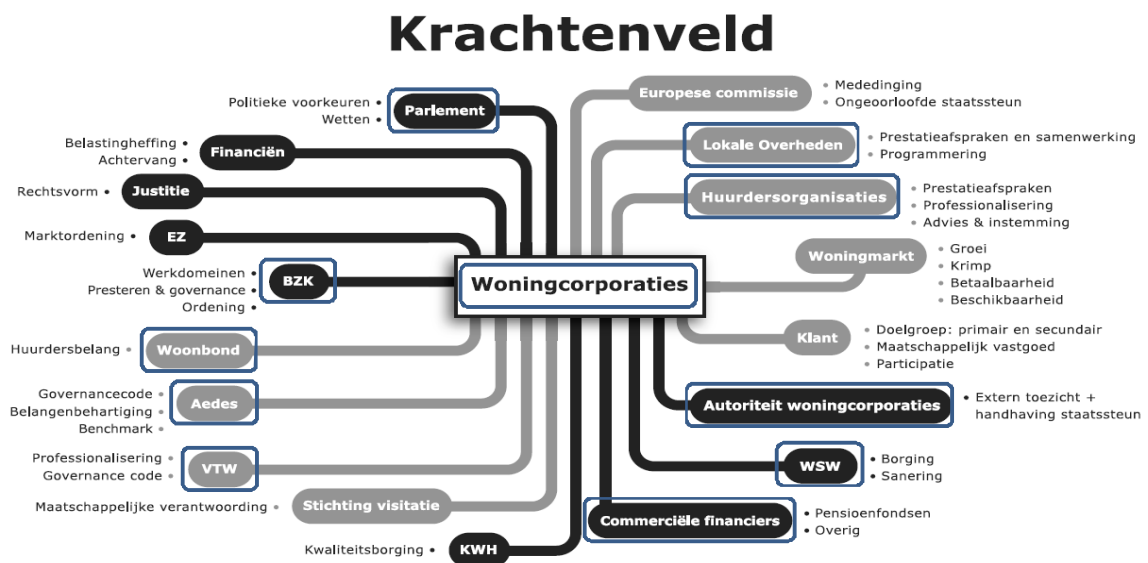 Krachtenveld
Politieke voorkeuren •
Wetten •
Parlement
Belastingheffing •
Achtervang •
Financiën
Rechtsvorm •
Justitie
Marktordening •
EZ
Werkdomeinen •
Presteren & governance •
Ordening •
BZK
Huurdersbelang •
Woonbond
Governancecode •
Belangenbehartiging •
Benchmark •
Aedes
Professionalisering •
Governance code •
VTW
Maatschappelijke verantwoording •
Stichting visitatie
Kwaliteitsborging •
KWH
Woningcorporaties
Europese commissie
• Mededinging
• Ongeoorloofde staatssteun
Lokale Overheden
• Prestatieafspraken en samenwerking
• Programmering
Huurdersorganisaties
• Prestatieafspraken
• Professionalisering
• Advies & instemming
Woningmarkt
• Groei
• Krimp
• Betaalbaarheid
• Beschikbaarheid
Klant
• Doelgroep: primair en secundair
• Maatschappelijk vastgoed
• Participatie
Autoriteit woningcorporaties
• Extern toezicht +
handhaving staatssteun
WSW
• Borging
• Sanering
Commerciële financiers
• Pensioenfondsen
• Overig